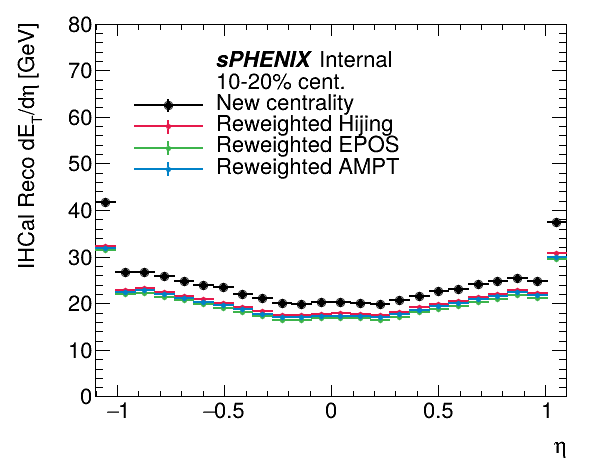 IHCal Reco dE_T/dη [GeV]
80
70
60
50
40
30
20
10
0
sPHENIX Internal
10-20% cent.
New centrality
Reweighted Hijing
Reweighted EPOS
Reweighted AMPT
−1 −0.5 0 0.5 1
η